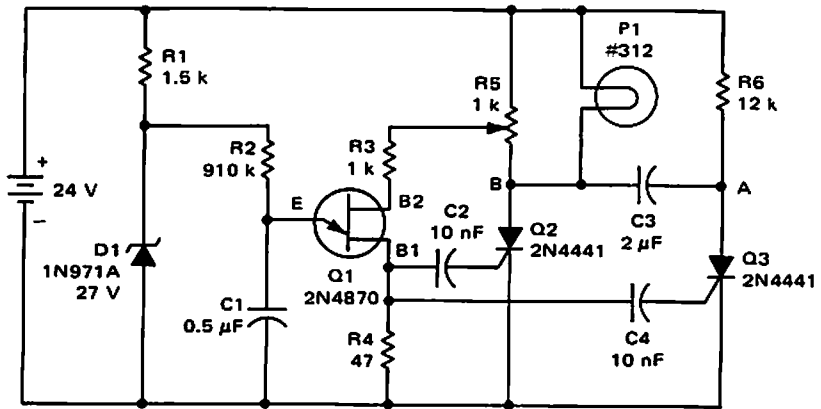 P1
#312
R1
1.5 k
R5
1 k
R6
12 k
R2
910 k
R3
1 k
+
24 V
−
E
B2
B
A
C2
10 nF
C3
2 µF
Q2
2N4441
B1
D1
1N971A
27 V
Q1
2N4870
Q3
2N4441
C1
0.5 µF
R4
47
C4
10 nF